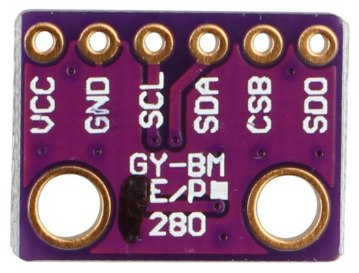 VCC GND SCL SDA CSB SDO
GY-BM
E/P
280